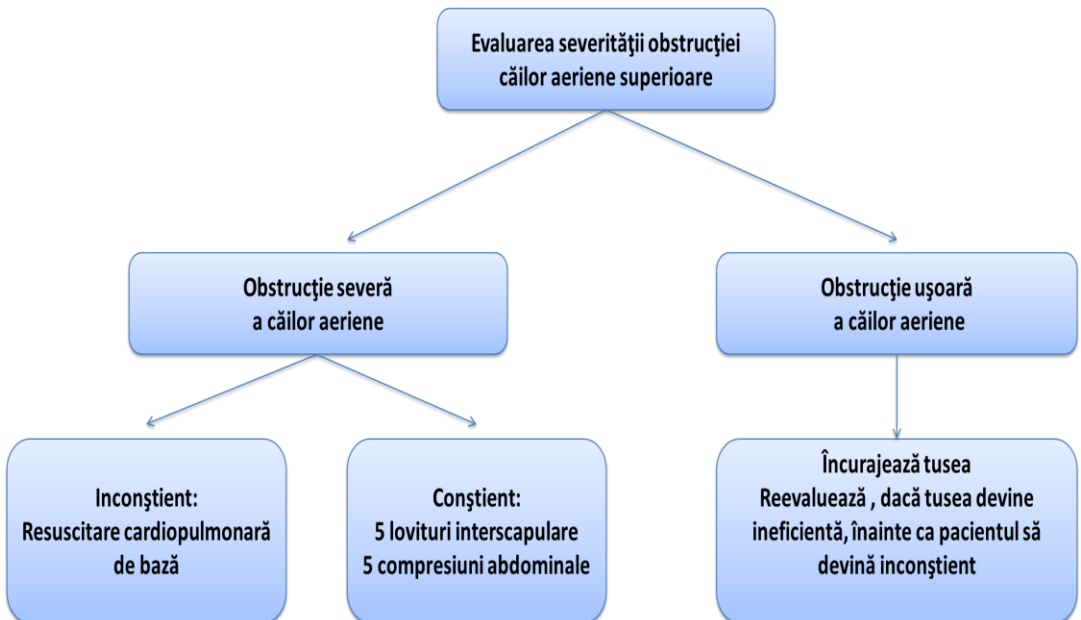 Evaluarea severităţii obstrucţiei
căilor aeriene superioare
Obstrucţie severă
a căilor aeriene
Obstrucţie uşoară
a căilor aeriene
Inconştient:
Resuscitare cardiopulmonară
de bază
Conştient:
5 lovituri interscapulare
5 compresiuni abdominale
Încurajează tusea
Reevaluează , dacă tusea devine
ineficientă, înainte ca pacientul să
devină inconştient